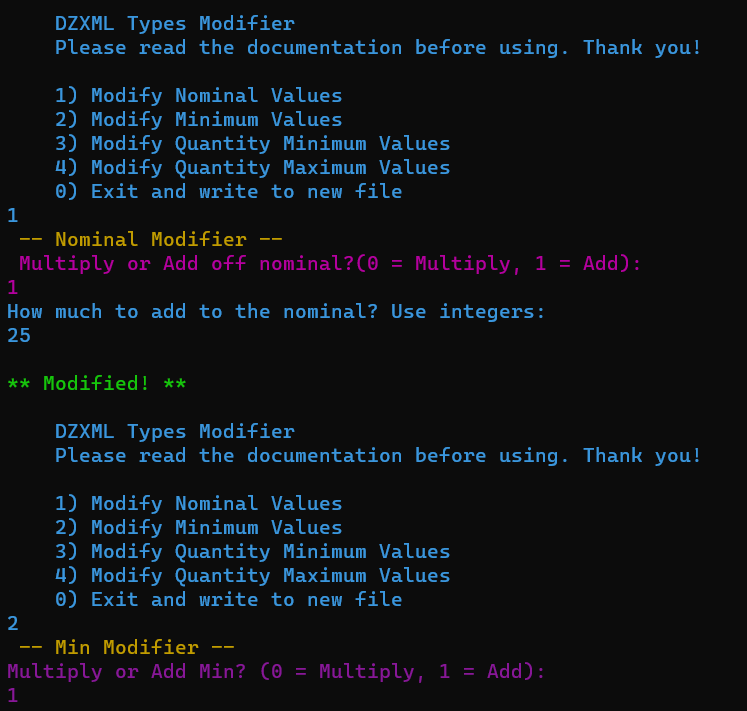 DZXML Types Modifier
Please read the documentation before using. Thank you!
1) Modify Nominal Values
2) Modify Minimum Values
3) Modify Quantity Minimum Values
4) Modify Quantity Maximum Values
0) Exit and write to new file
1
-- Nominal Modifier --
Multiply or Add off nominal?(0 = Multiply, 1 = Add):
1
How much to add to the nominal? Use integers:
25
** Modified! **
DZXML Types Modifier
Please read the documentation before using. Thank you!
1) Modify Nominal Values
2) Modify Minimum Values
3) Modify Quantity Minimum Values
4) Modify Quantity Maximum Values
0) Exit and write to new file
2
-- Min Modifier --
Multiply or Add Min? (0 = Multiply, 1 = Add):
1